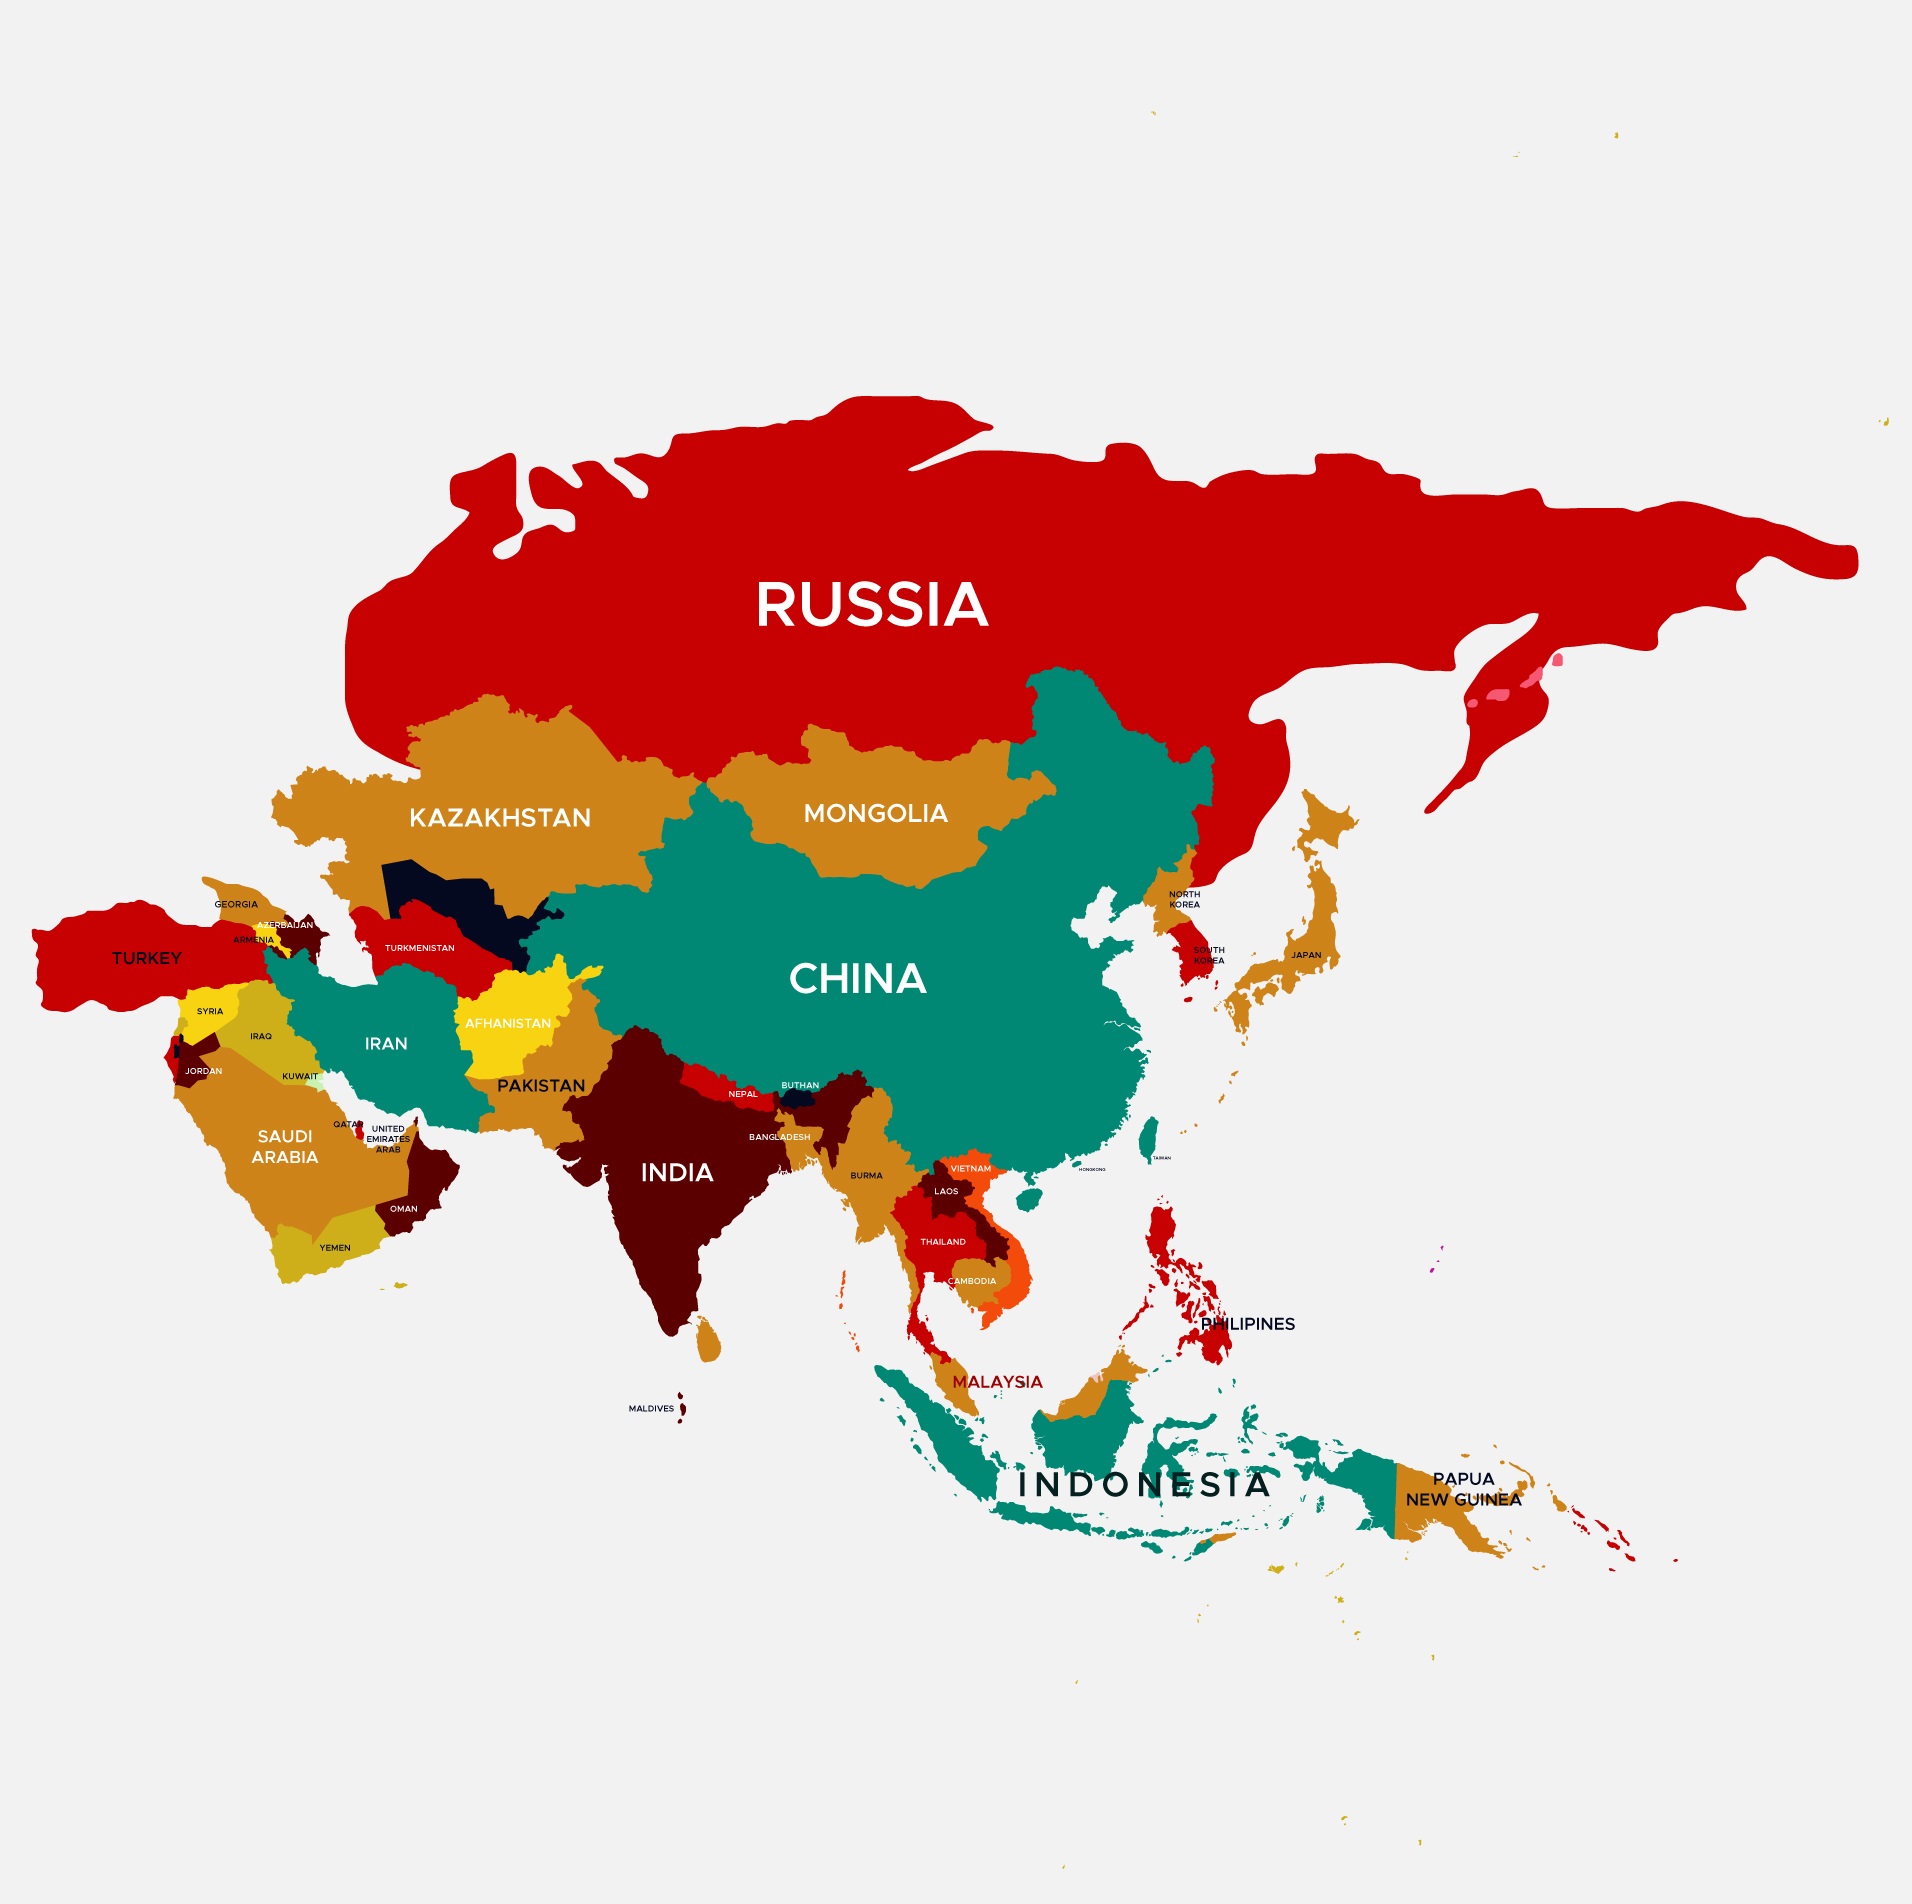 RUSSIA
KAZAKHSTAN
MONGOLIA
GEORGIA
AZERBAIJAN
ARMENIA
TURKEY
TURKMENISTAN
NORTH
KOREA
SOUTH
KOREA
JAPAN
CHINA
SYRIA
IRAQ
IRAN
AFHANISTAN
JORDAN
KUWAIT
PAKISTAN
NEPAL
BUTHAN
QATAR
UNITED
EMIRATES
ARAB
SAUDI
ARABIA
BANGLADESH
INDIA
BURMA
VIETNAM
HONGKONG
TAIWAN
LAOS
OMAN
YEMEN
THAILAND
CAMBODIA
PHILIPINES
MALAYSIA
MALDIVES
INDONESIA
PAPUA
NEW GUINEA